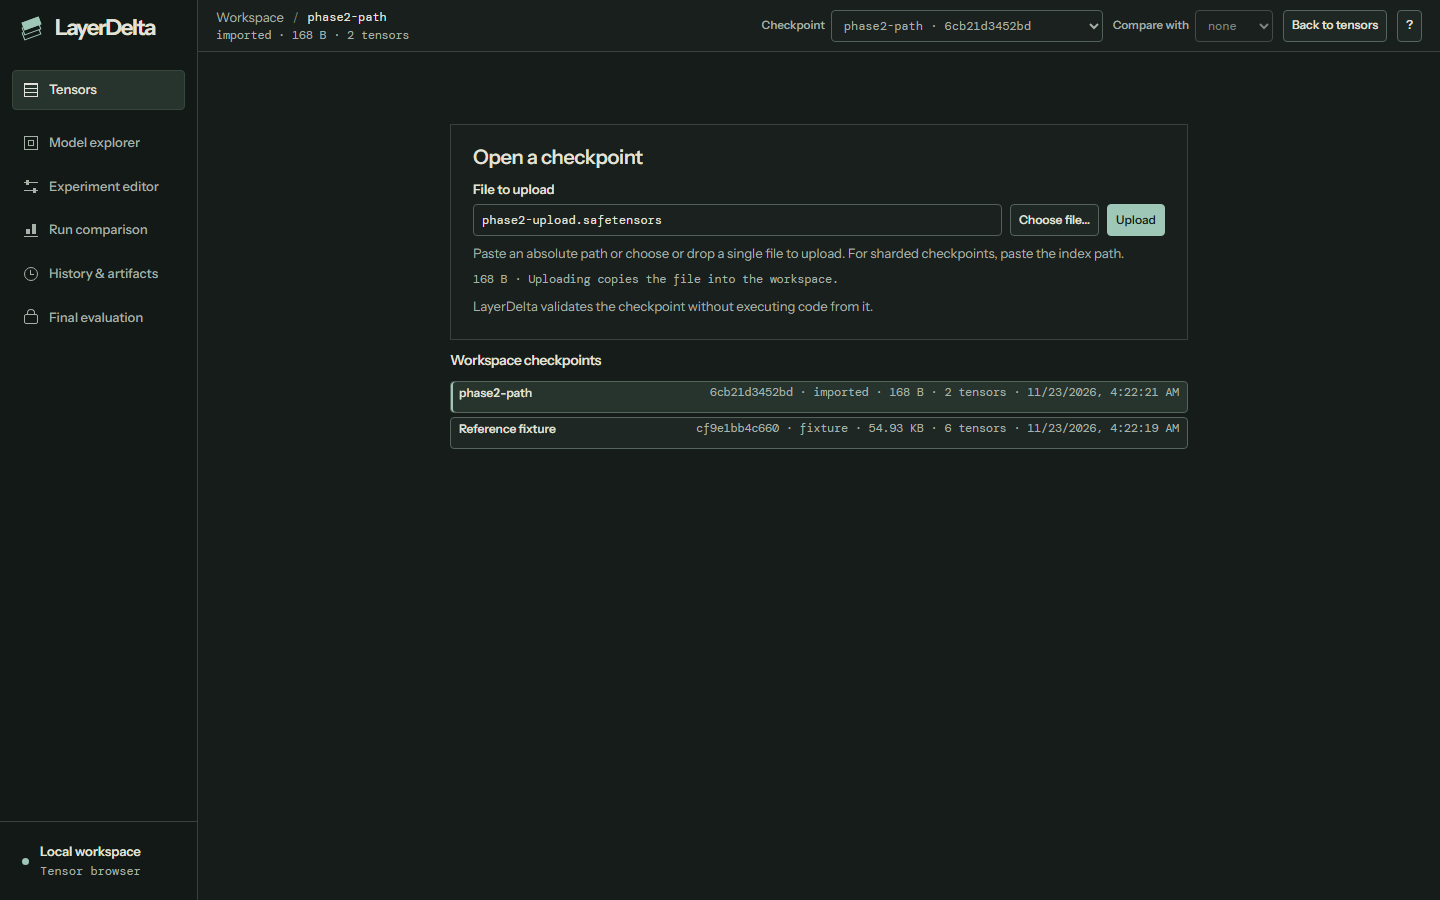 LayerDelta
Workspace / phase2-path
imported · 168 B · 2 tensors
Checkpoint phase2-path · 6cb21d3452bd Compare with none Back to tensors ?
Tensors
Model explorer
Experiment editor
Run comparison
History & artifacts
Final evaluation
Open a checkpoint
File to upload
phase2-upload.safetensors Choose file... Upload
Paste an absolute path or choose or drop a single file to upload. For sharded checkpoints, paste the index path.
168 B · Uploading copies the file into the workspace.
LayerDelta validates the checkpoint without executing code from it.
Workspace checkpoints
phase2-path 6cb21d3452bd · imported · 168 B · 2 tensors · 11/23/2026, 4:22:21 AM
Reference fixture cf9e1bb4c660 · fixture · 54.93 KB · 6 tensors · 11/23/2026, 4:22:19 AM
Local workspace
Tensor browser